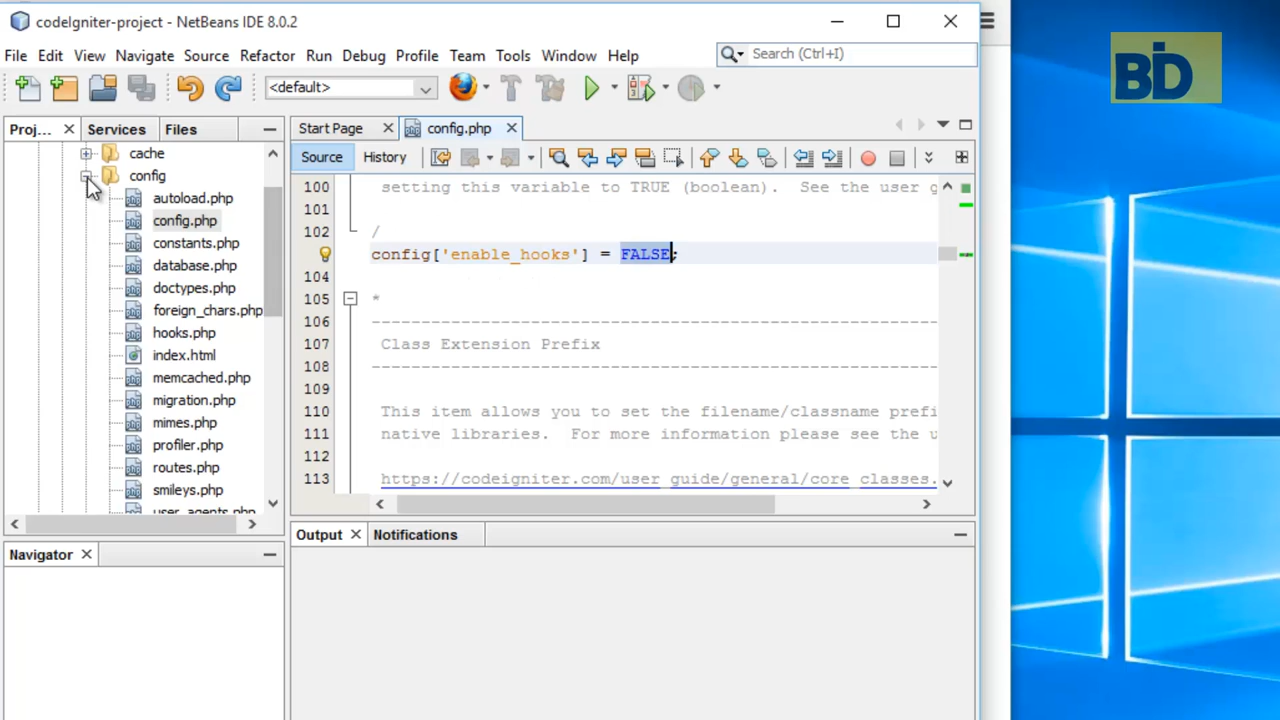 codeIgniter-project - NetBeans IDE 8.0.2
File Edit View Navigate Source Refactor Run Debug Profile Team Tools Window Help
Search (Ctrl+I)
BID
<default>
Proj... Services Files
Start Page config.php
Source History
cache
config
autoload.php
config.php
constants.php
database.php
doctypes.php
foreign_chars.php
hooks.php
index.html
memcached.php
migration.php
mimes.php
profiler.php
routes.php
smileys.php
user_agents.php
100 setting this variable to TRUE (boolean). See the user g
101
102 /
config['enable_hooks'] = FALSE;
104
105 *
106 --------------------------------------------------------------
107 Class Extension Prefix
108 --------------------------------------------------------------
109
110 This item allows you to set the filename/classname prefi
111 native libraries. For more information please see the u
112
113 https://codeigniter.com/user_guide/general/core_classes.
Output Notifications
Navigator